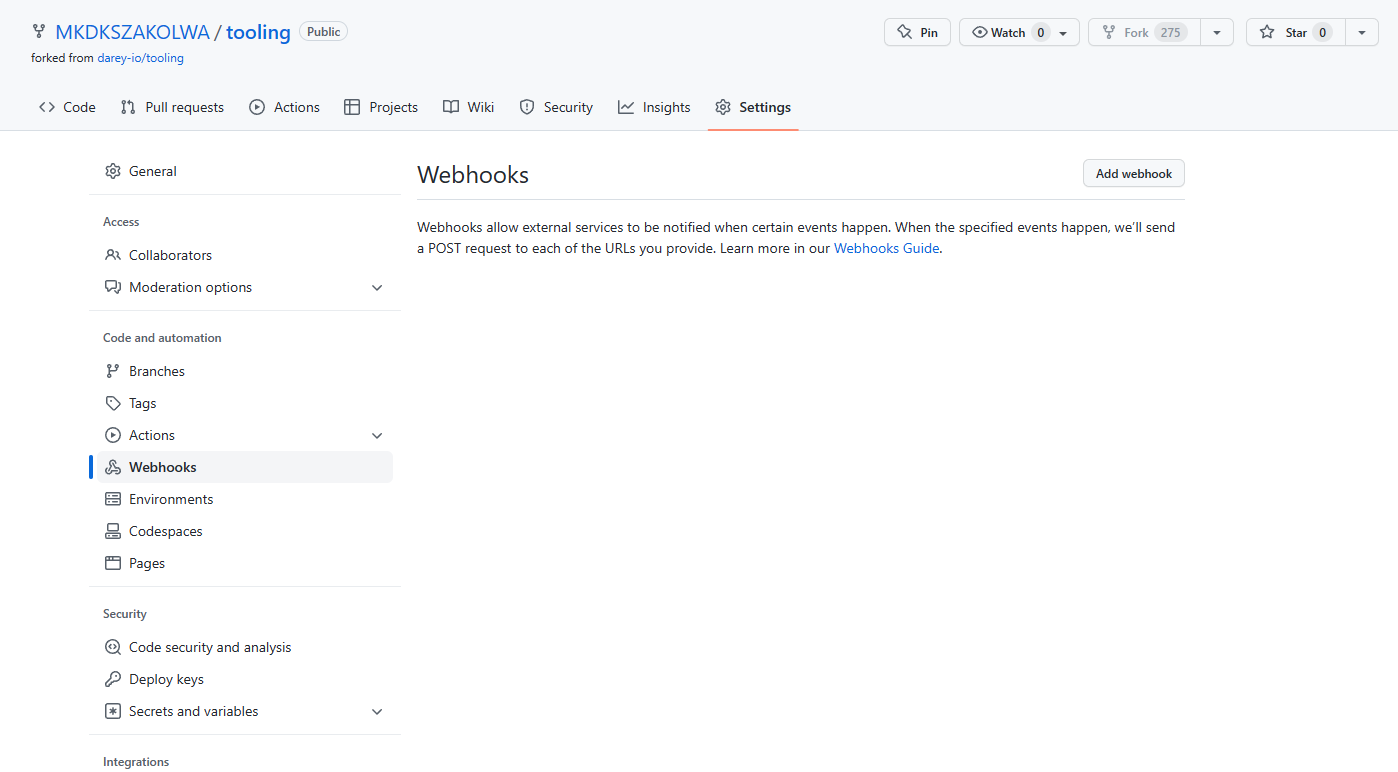 MKDKSZAKOLWA / tooling Public
Pin Watch 0 Fork 275 Star 0
forked from darey-io/tooling
Code Pull requests Actions Projects Wiki Security Insights Settings
General
Access
Collaborators
Moderation options
Code and automation
Branches
Tags
Actions
Webhooks
Environments
Codespaces
Pages
Security
Code security and analysis
Deploy keys
Secrets and variables
Integrations
Webhooks
Add webhook
Webhooks allow external services to be notified when certain events happen. When the specified events happen, we’ll send
a POST request to each of the URLs you provide. Learn more in our Webhooks Guide.